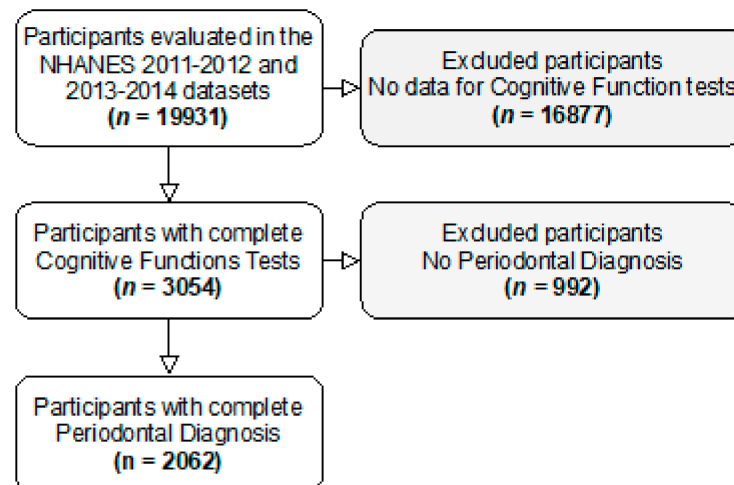 Participants evaluated in the
NHANES 2011-2012 and
2013-2014 datasets
(n = 19931)
Excluded participants
No data for Cognitive Function tests
(n = 16877)
Participants with complete
Cognitive Functions Tests
(n = 3054)
Excluded participants
No Periodontal Diagnosis
(n = 992)
Participants with complete
Periodontal Diagnosis
(n = 2062)